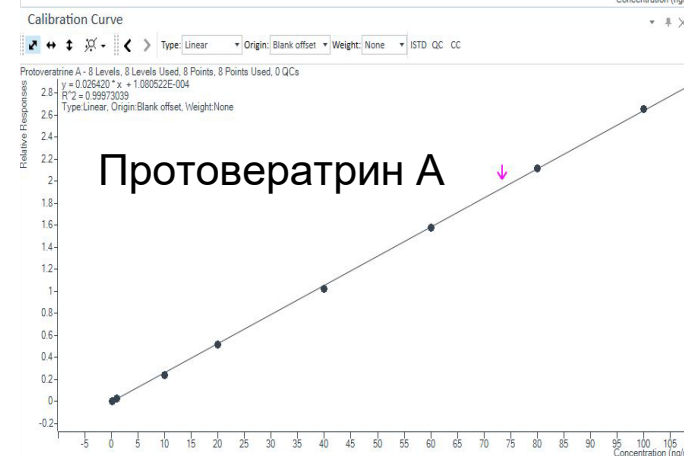 Calibration Curve
Type: Linear Origin: Blank offset Weight: None ISTD QC CC
Protoveratrine A - 8 Levels, 8 Levels Used, 8 Points, 8 Points Used, 0 QCs
y = 0.026420 * x + 1.080522E-004
R^2 = 0.99973039
Type:Linear, Origin:Blank offset, Weight:None
Relative Responses
2.8
2.6
2.4
2.2
2
1.8
1.6
1.4
1.2
1
0.8
0.6
0.4
0.2
0
-0.2
Протовератрин А
-5 0 5 10 15 20 25 30 35 40 45 50 55 60 65 70 75 80 85 90 95 100 105
Concentration